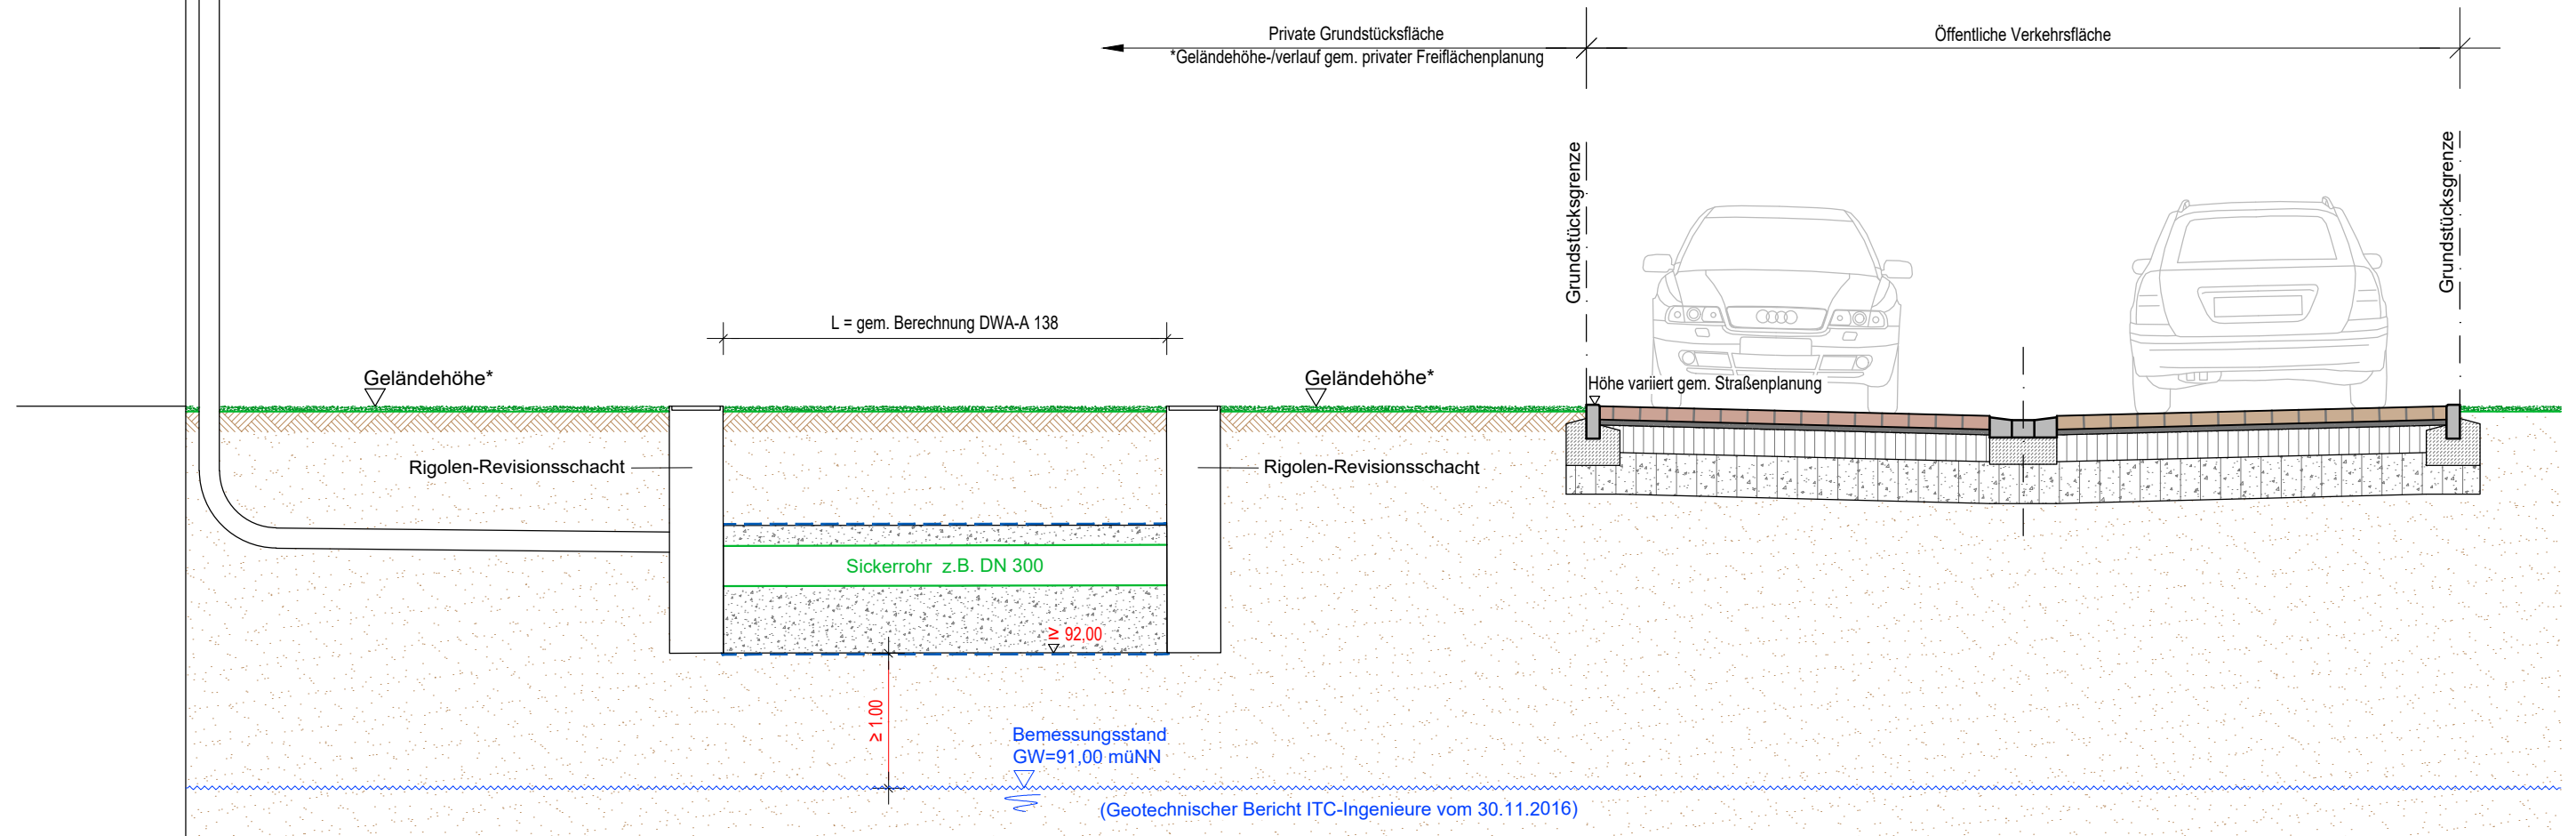 Private Grundstücksfläche
*Geländehöhe-/verlauf gem. privater Freiflächenplanung
Öffentliche Verkehrsfläche
Grundstücksgrenze
Grundstücksgrenze
L = gem. Berechnung DWA-A 138
Geländehöhe*
Geländehöhe*
Höhe variiert gem. Straßenplanung
Rigolen-Revisionsschacht
Rigolen-Revisionsschacht
Sickerrohr z.B. DN 300
≥ 92,00
≥ 1.00
Bemessungsstand
GW=91,00 müNN
(Geotechnischer Bericht ITC-Ingenieure vom 30.11.2016)